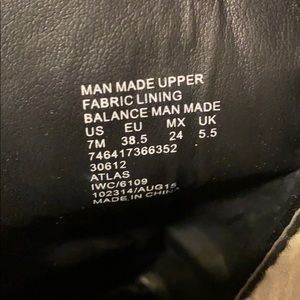 MAN MADE UPPER
FABRIC LINING
BALANCE MAN MADE
US EU MX UK
7M 38.5 24 5.5
746417366352
30612
ATLAS
IWC/6109
102314/AUG15
MADE IN CHINA